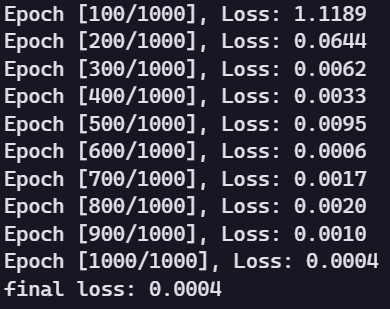 Epoch [100/1000], Loss: 1.1189
Epoch [200/1000], Loss: 0.0644
Epoch [300/1000], Loss: 0.0062
Epoch [400/1000], Loss: 0.0033
Epoch [500/1000], Loss: 0.0095
Epoch [600/1000], Loss: 0.0006
Epoch [700/1000], Loss: 0.0017
Epoch [800/1000], Loss: 0.0020
Epoch [900/1000], Loss: 0.0010
Epoch [1000/1000], Loss: 0.0004
final loss: 0.0004